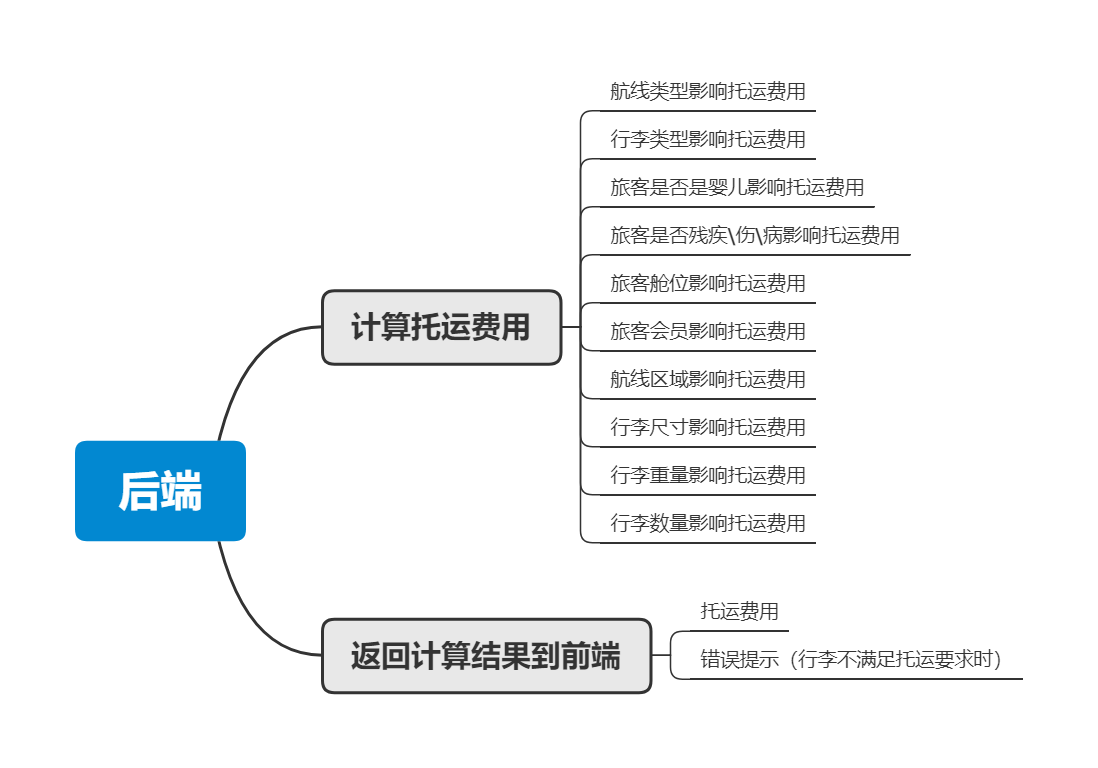 后端
计算托运费用
航线类型影响托运费用
行李类型影响托运费用
旅客是否是婴儿影响托运费用
旅客是否残疾\伤\病影响托运费用
旅客舱位影响托运费用
旅客会员影响托运费用
航线区域影响托运费用
行李尺寸影响托运费用
行李重量影响托运费用
行李数量影响托运费用
返回计算结果到前端
托运费用
错误提示（行李不满足托运要求时）